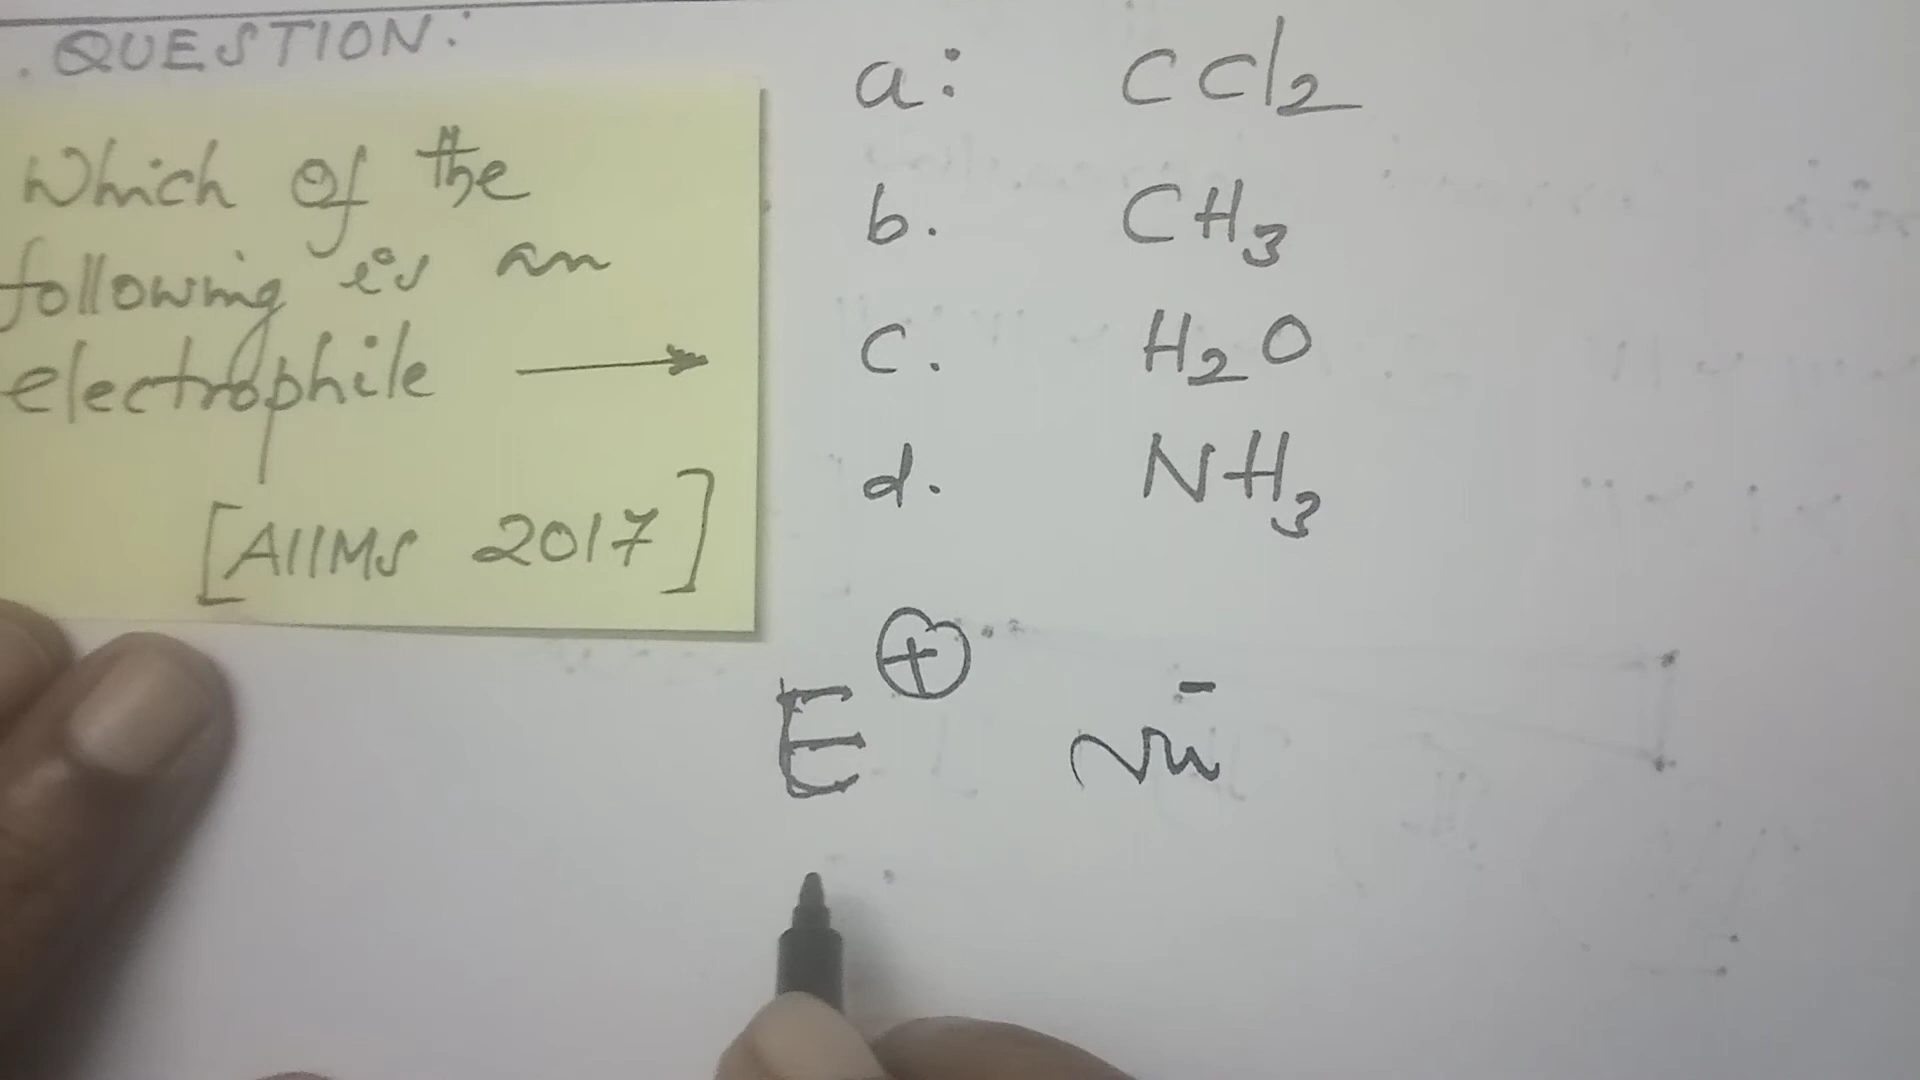 . QUESTION:
Which of the
following is an
electrophile →
[AIIMS 2017]
a: CCl2
b. CH3
c. H2O
d. NH3
E⊕ Nu-